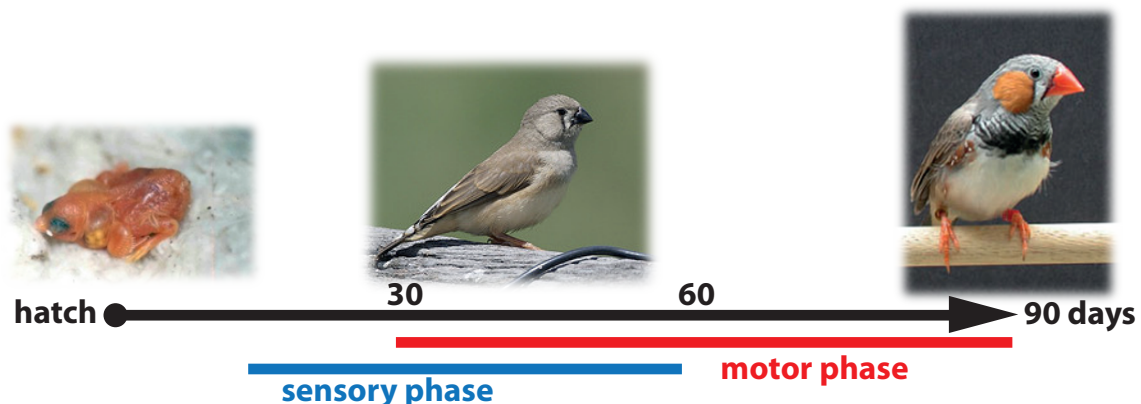 30
60
hatch
90 days
motor phase
sensory phase